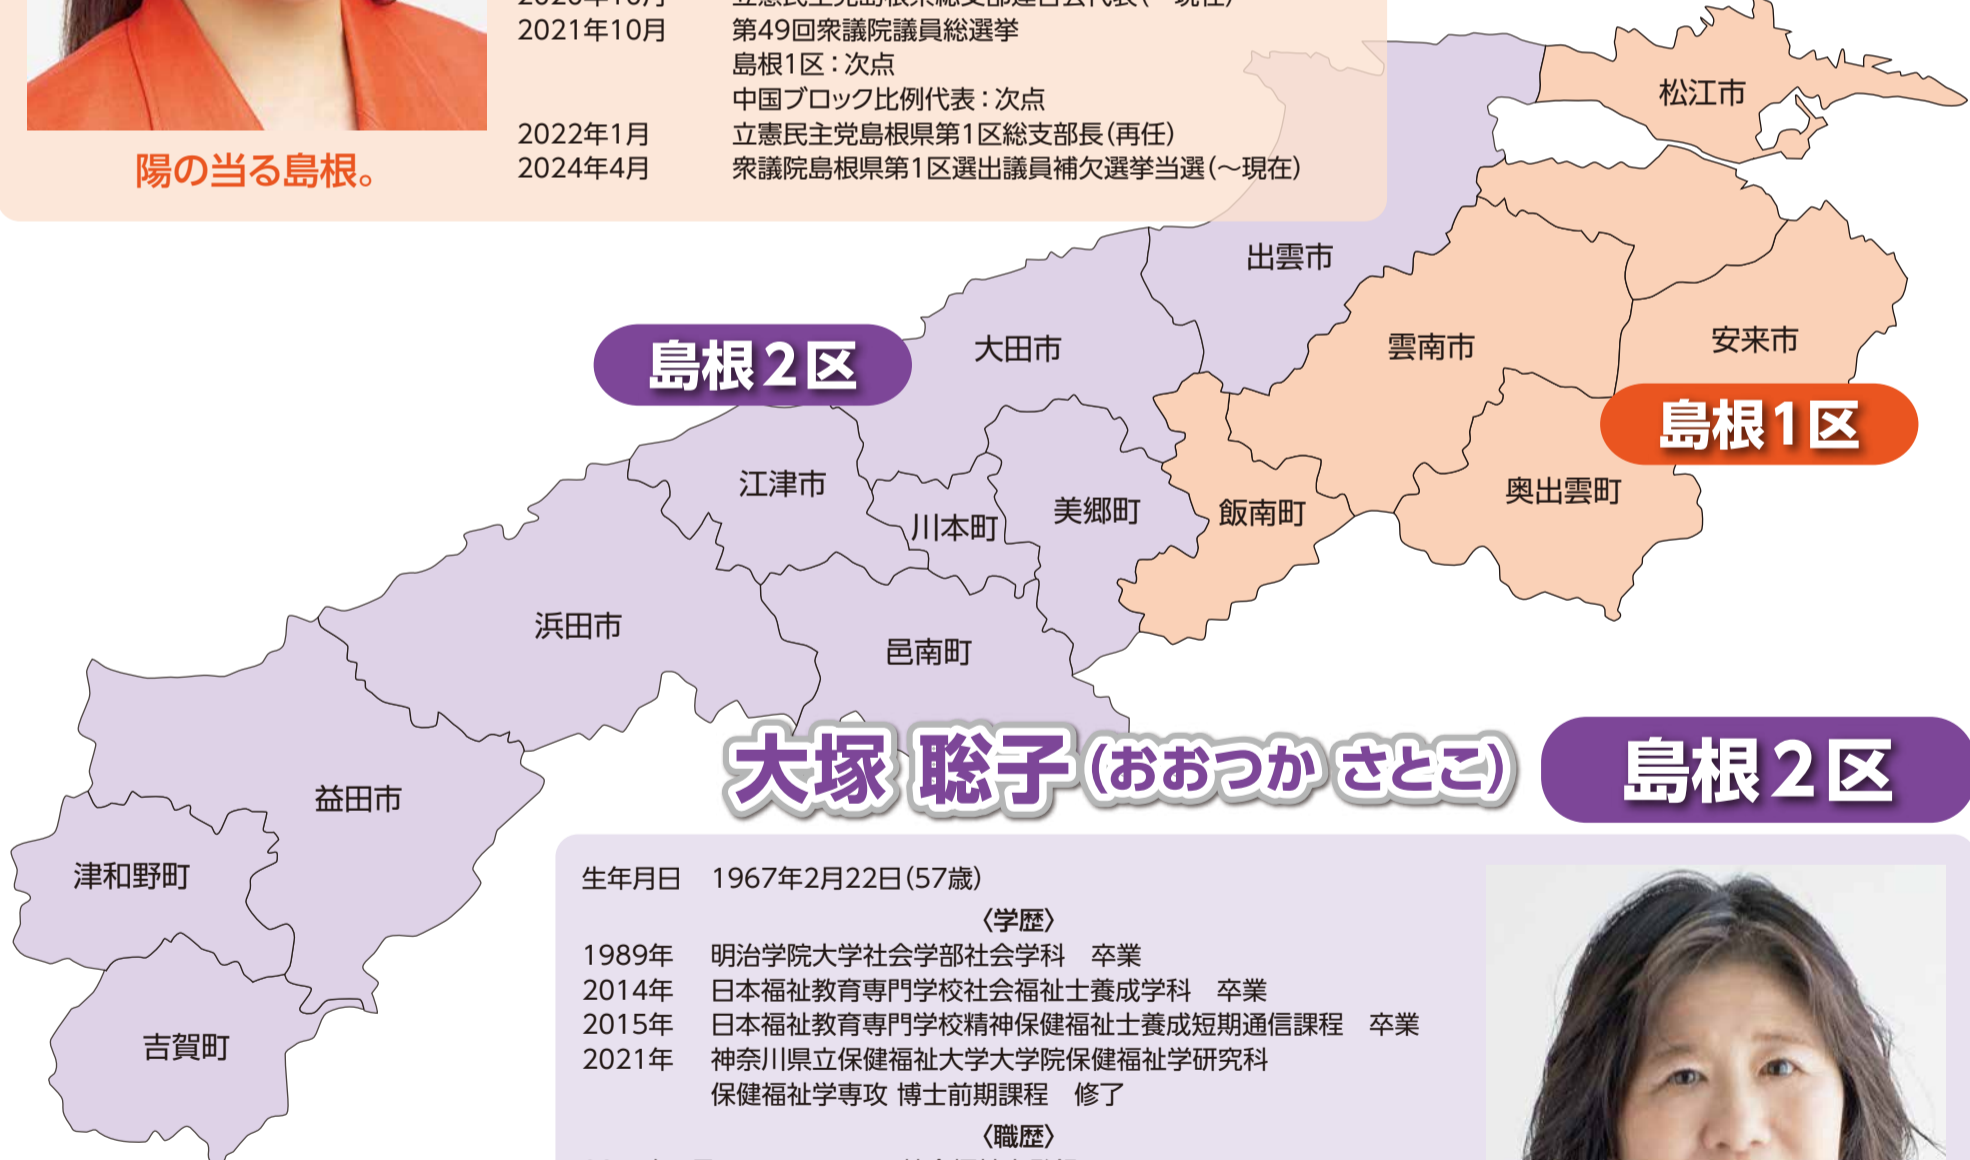 2021年10月 第49回衆議院議員総選挙
島根1区：次点
中国ブロック比例代表：次点
2022年1月 立憲民主党島根県第1区総支部長（再任）
2024年4月 衆議院島根県第1区選出議員補欠選挙当選（～現在）
陽の当る島根。
松江市
出雲市
大田市
雲南市
安来市
島根２区
島根１区
江津市
川本町
美郷町
飯南町
奥出雲町
浜田市
邑南町
益田市
津和野町
吉賀町
大塚 聡子（おおつか さとこ） 島根２区
生年月日 1967年2月22日（57歳）
〈学歴〉
1989年 明治学院大学社会学部社会学科 卒業
2014年 日本福祉教育専門学校社会福祉士養成学科 卒業
2015年 日本福祉教育専門学校精神保健福祉士養成短期通信課程 卒業
2021年 神奈川県立保健福祉大学大学院保健福祉学研究科
保健福祉学専攻 博士前期課程 修了
〈職歴〉